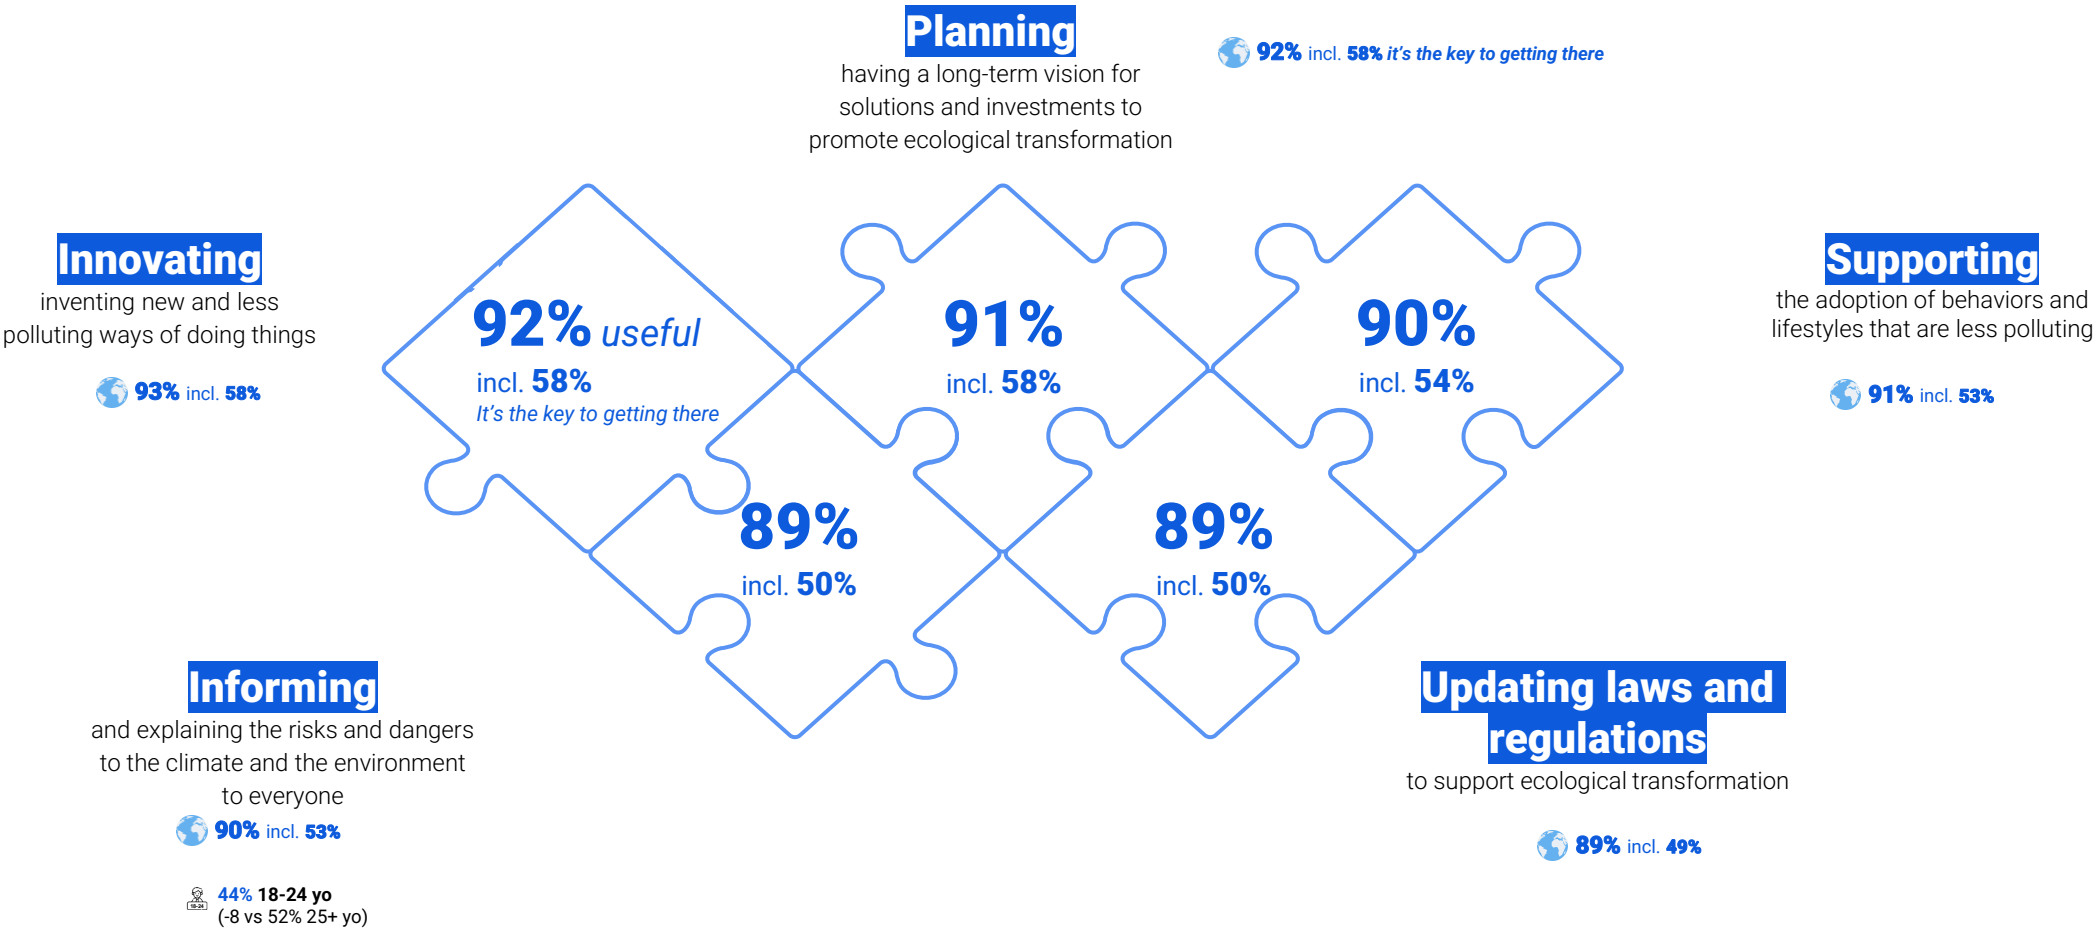 Planning
having a long-term vision for
solutions and investments to
promote ecological transformation
92% incl. 58% it's the key to getting there
Innovating
inventing new and less
polluting ways of doing things
93% incl. 58%
92% useful
incl. 58%
It's the key to getting there
91%
incl. 58%
90%
incl. 54%
Supporting
the adoption of behaviors and
lifestyles that are less polluting
91% incl. 53%
89%
incl. 50%
89%
incl. 50%
Informing
and explaining the risks and dangers
to the climate and the environment
to everyone
90% incl. 53%
18-24
44% 18-24 yo
(-8 vs 52% 25+ yo)
Updating laws and
regulations
to support ecological transformation
89% incl. 49%